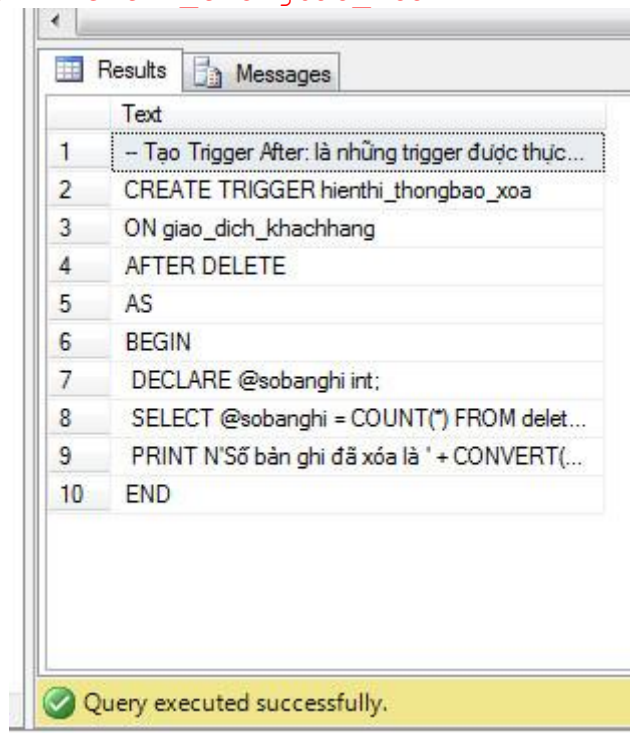 Results Messages
Text
1 -- Tạo Trigger After: là những trigger được thực...
2 CREATE TRIGGER hienthi_thongbao_xoa
3 ON giao_dich_khachhang
4 AFTER DELETE
5 AS
6 BEGIN
7 DECLARE @sobanghi int;
8 SELECT @sobanghi = COUNT(*) FROM delet...
9 PRINT N'Số bản ghi đã xóa là ' + CONVERT(...
10 END
Query executed successfully.